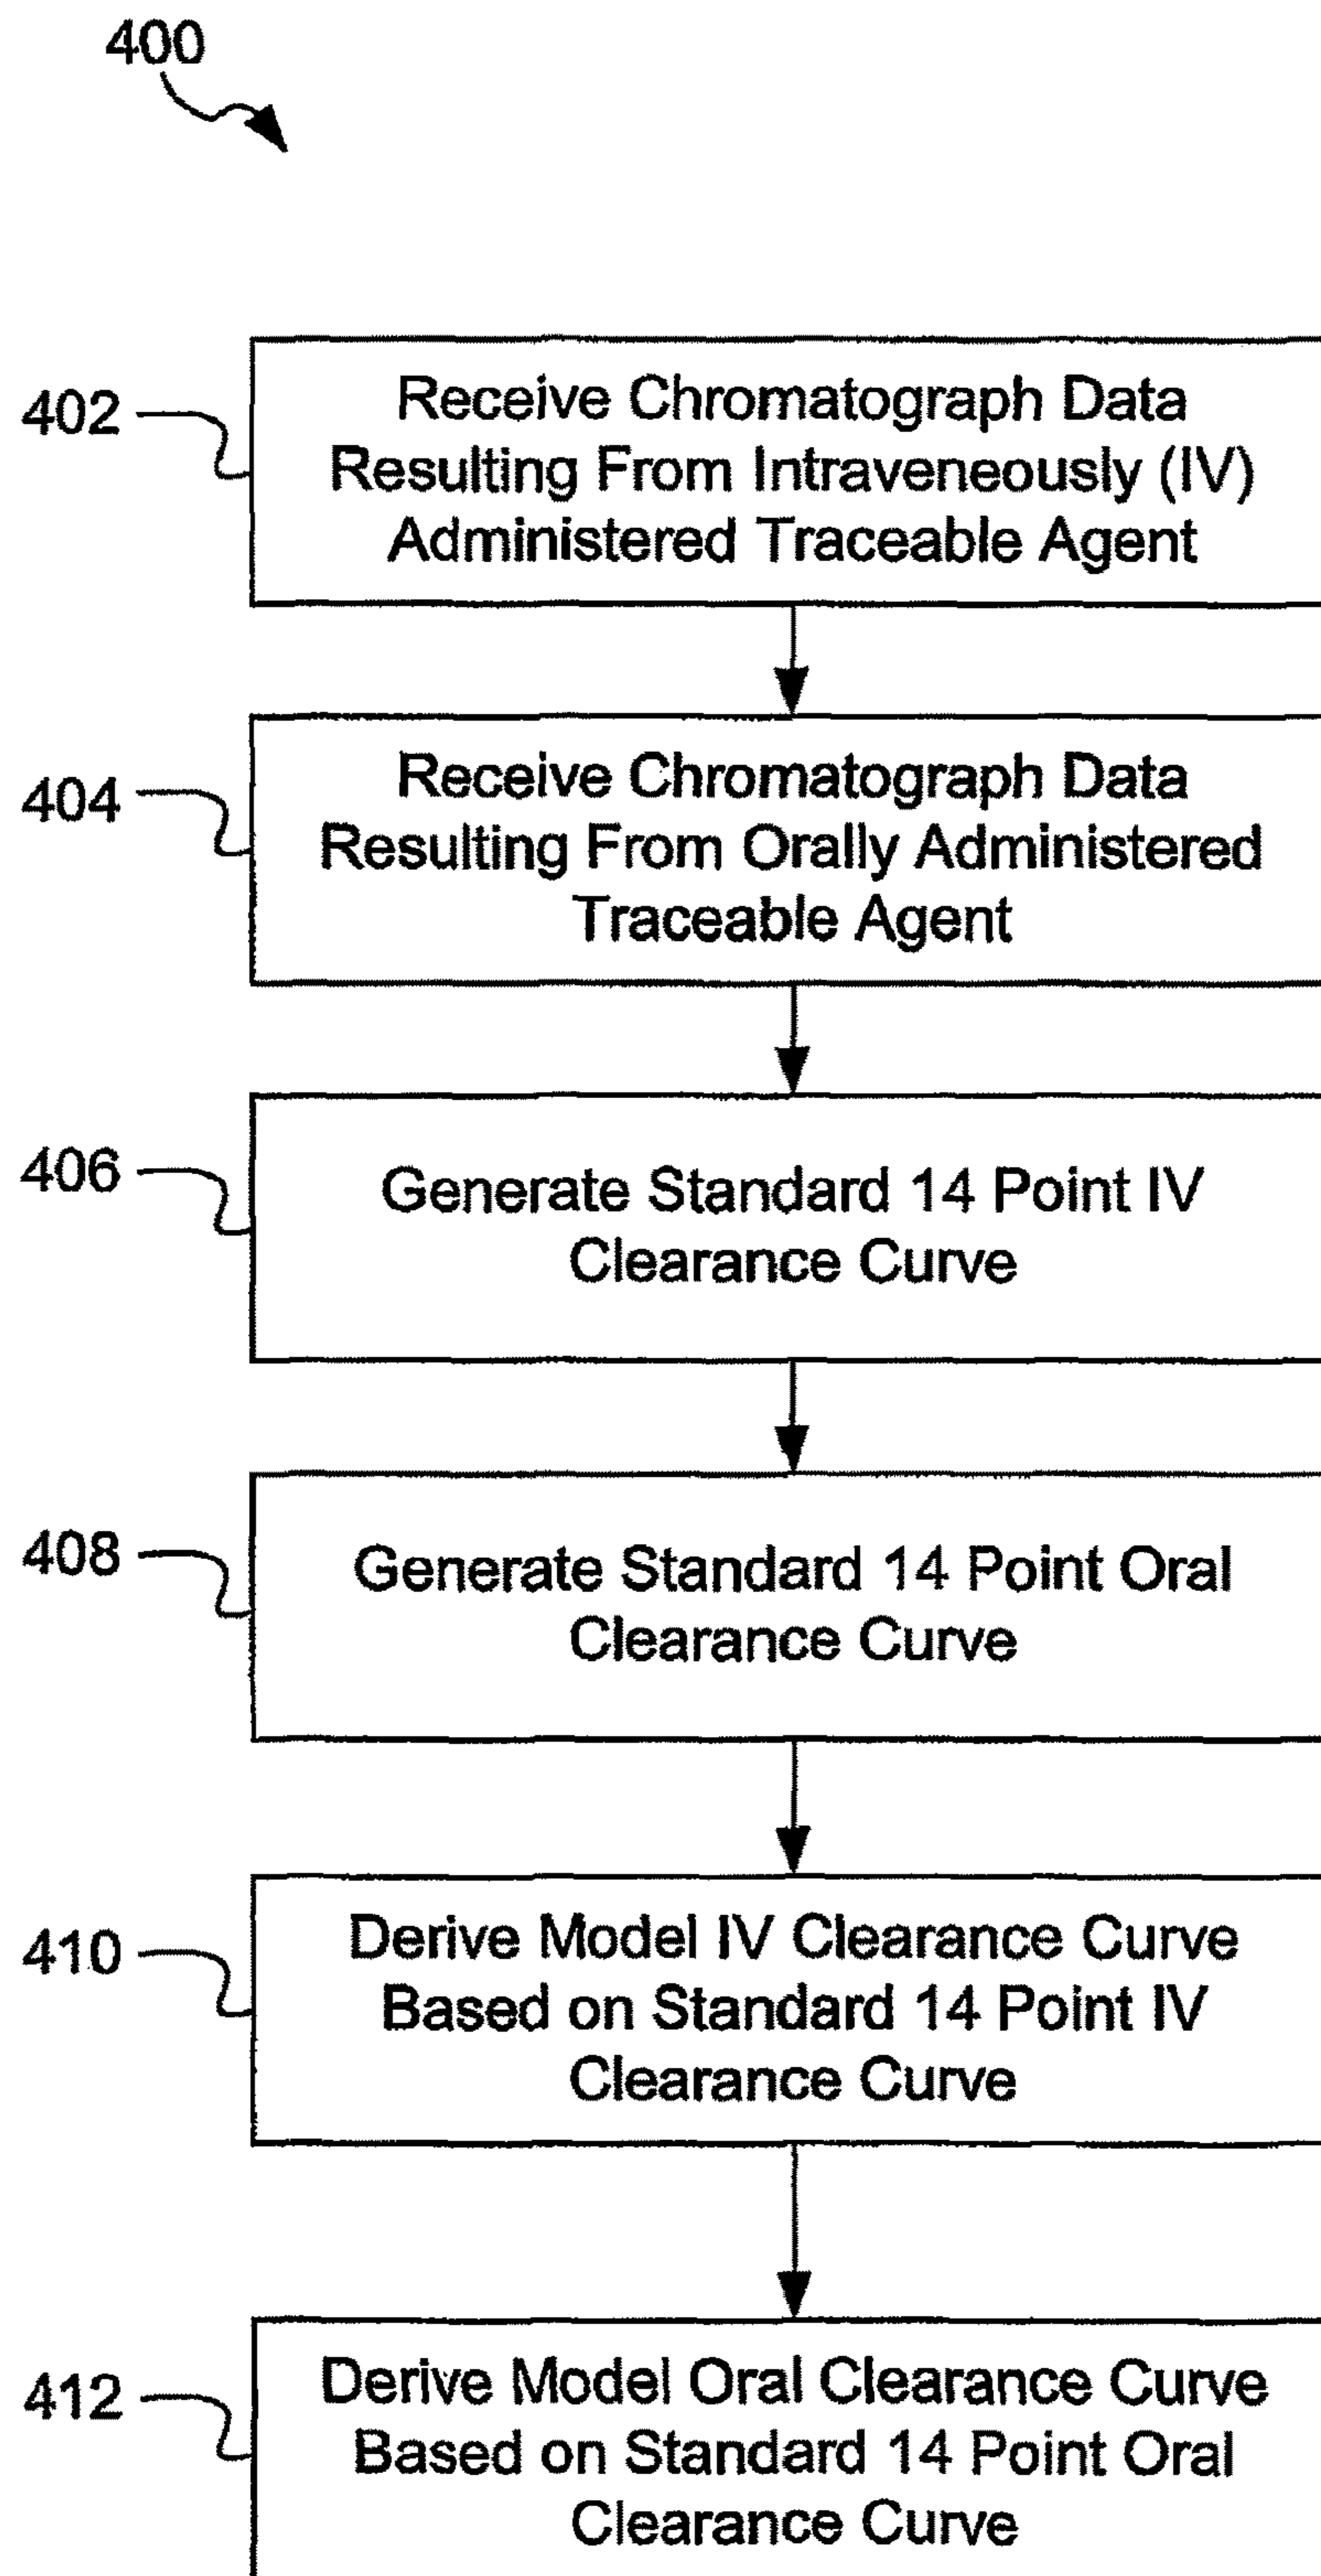 400
402
Receive Chromatograph Data
Resulting From Intraveneously (IV)
Administered Traceable Agent
404
Receive Chromatograph Data
Resulting From Orally Administered
Traceable Agent
406
Generate Standard 14 Point IV
Clearance Curve
408
Generate Standard 14 Point Oral
Clearance Curve
410
Derive Model IV Clearance Curve
Based on Standard 14 Point IV
Clearance Curve
412
Derive Model Oral Clearance Curve
Based on Standard 14 Point Oral
Clearance Curve